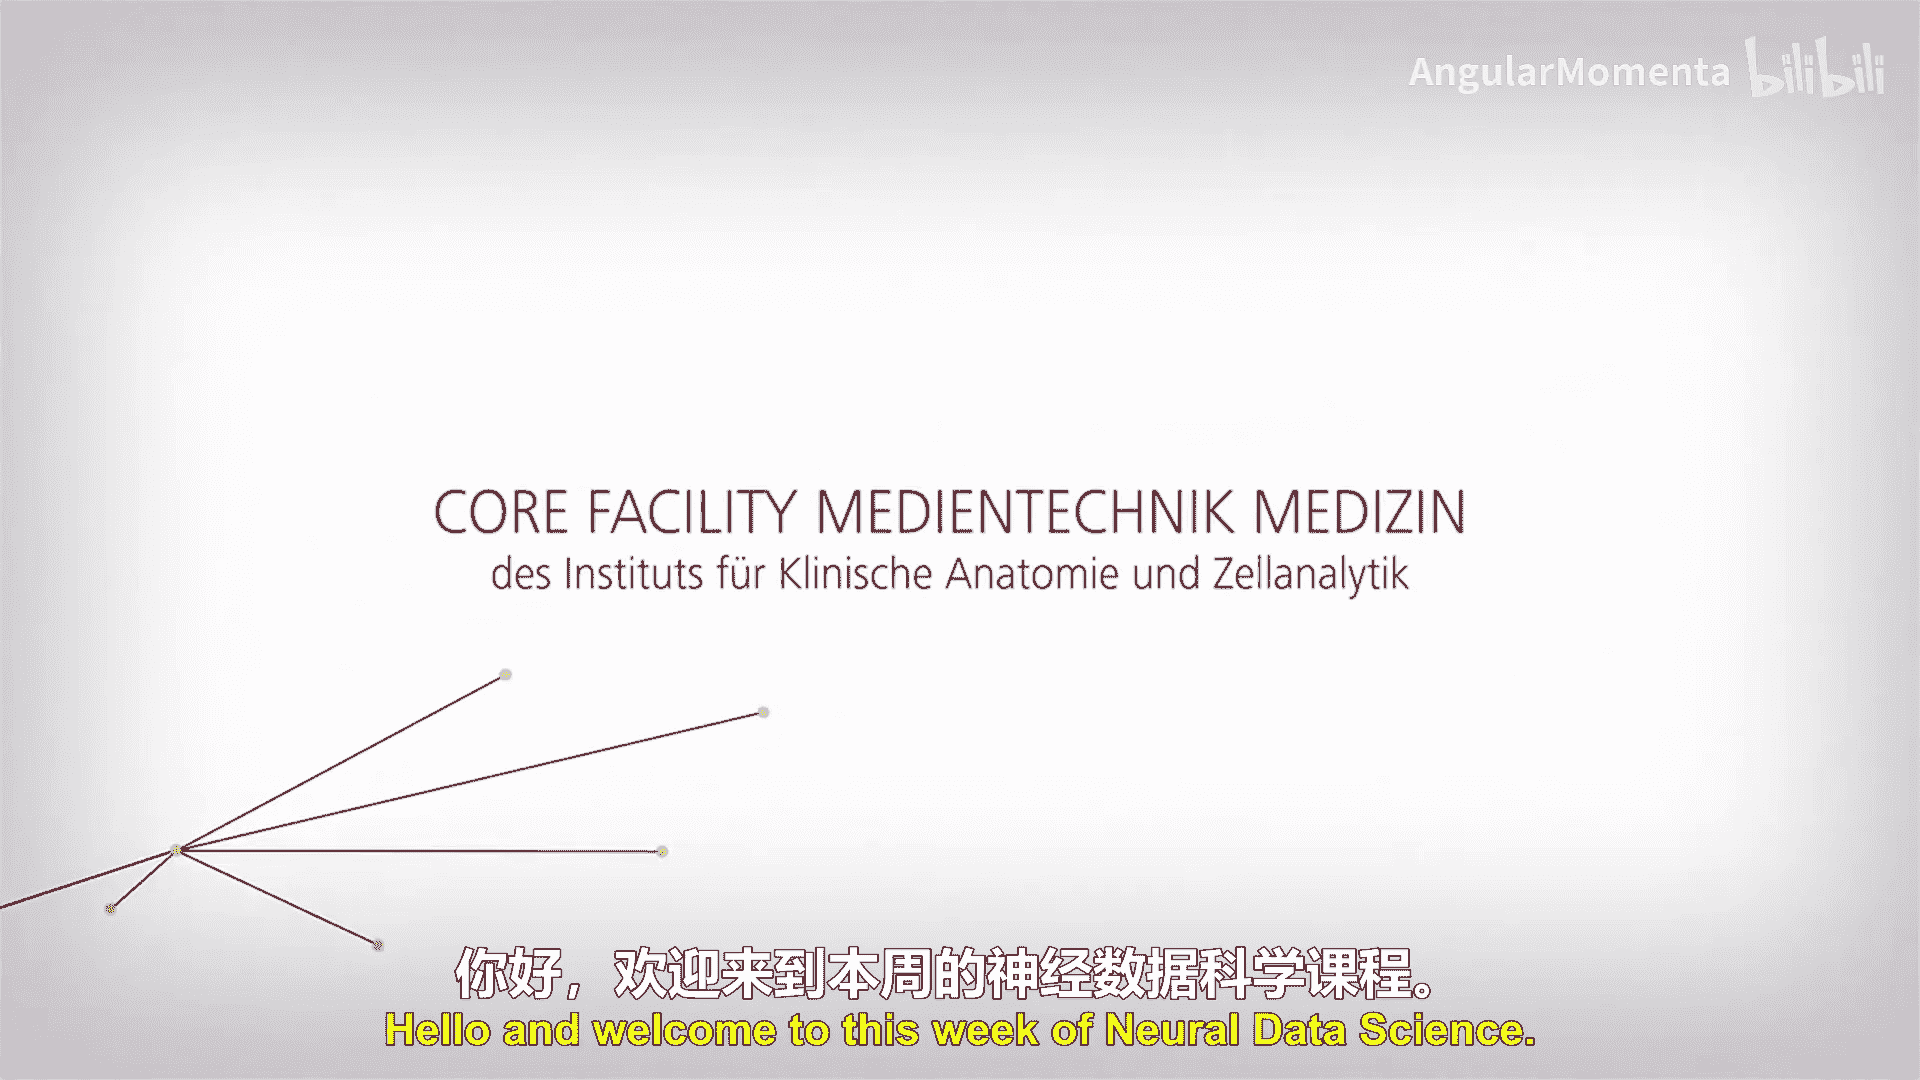 AngularMomenta bilibili
CORE FACILITY MEDIENTECHNIK MEDIZIN
des Instituts für Klinische Anatomie und Zellanalytik
你好，欢迎来到本周的神经数据科学课程。
Hello and welcome to this week of Neural Data Science.